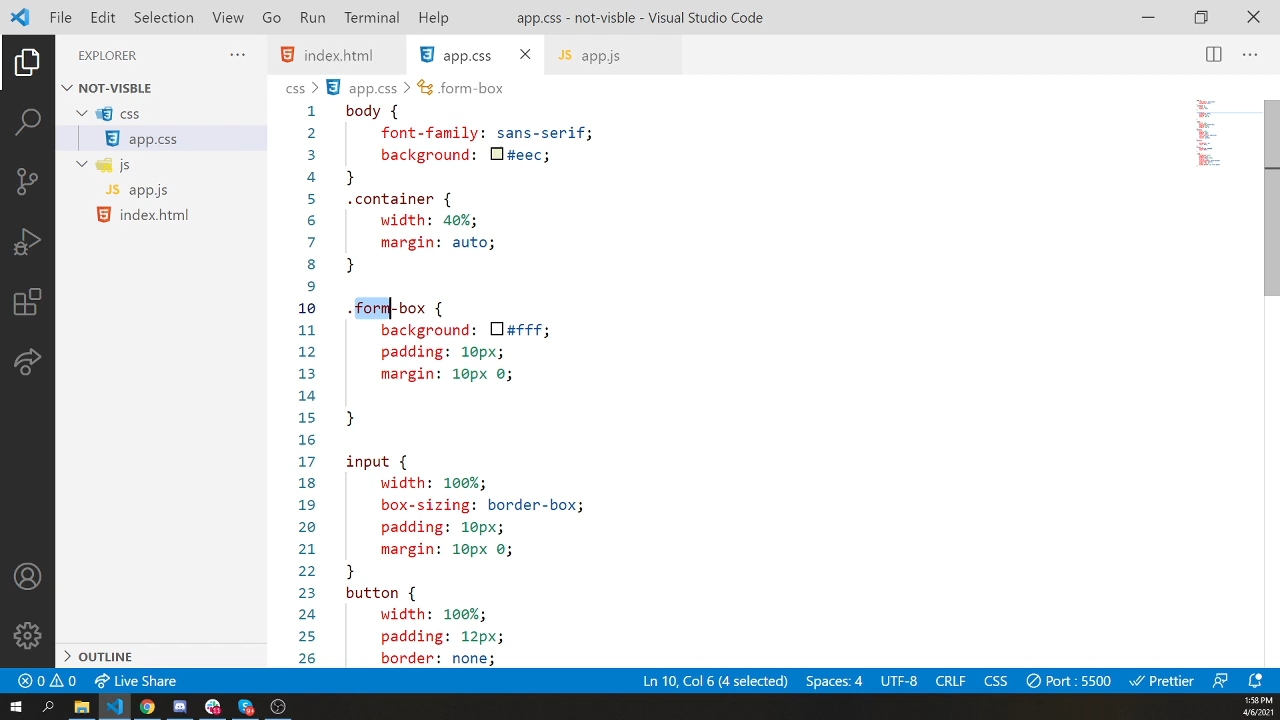 File Edit Selection View Go Run Terminal Help app.css - not-visble - Visual Studio Code
EXPLORER ···
index.html app.css JS app.js ···
NOT-VISBLE
css > app.css > .form-box
css
app.css
js
JS app.js
index.html
1 body {
2 font-family: sans-serif;
3 background: #eec;
4 }
5 .container {
6 width: 40%;
7 margin: auto;
8 }
9
10 .form-box {
11 background: #fff;
12 padding: 10px;
13 margin: 10px 0;
14
15 }
16
17 input {
18 width: 100%;
19 box-sizing: border-box;
20 padding: 10px;
21 margin: 10px 0;
22 }
23 button {
24 width: 100%;
25 padding: 12px;
26 border: none;
OUTLINE
0 0 Live Share Ln 10, Col 6 (4 selected) Spaces: 4 UTF-8 CRLF CSS Port : 5500 Prettier
1:58 PM
4/6/2021